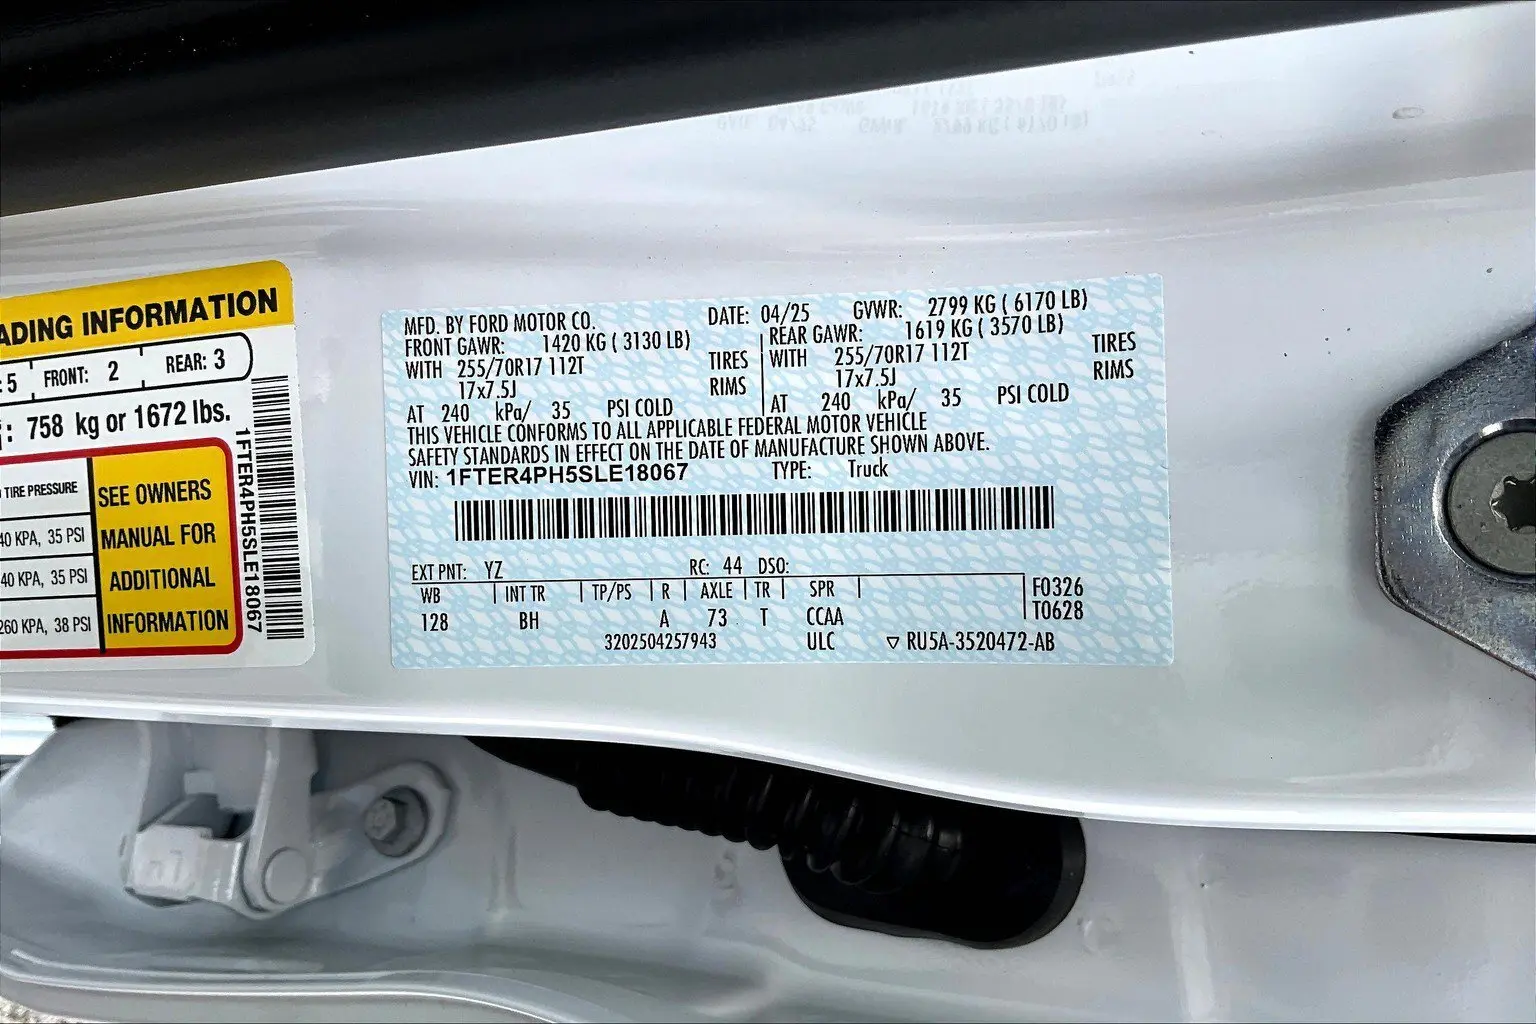 ADING INFORMATION
: 5 FRONT: 2 REAR: 3
: 758 kg or 1672 lbs.
TIRE PRESSURE
40 KPA, 35 PSI
40 KPA, 35 PSI
260 KPA, 38 PSI
SEE OWNERS
MANUAL FOR
ADDITIONAL
INFORMATION
1FTER4PH5SLE18067
MFD. BY FORD MOTOR CO. DATE: 04/25 GVWR: 2799 KG ( 6170 LB)
FRONT GAWR: 1420 KG ( 3130 LB) REAR GAWR: 1619 KG ( 3570 LB)
WITH 255/70R17 112T TIRES WITH 255/70R17 112T TIRES
17x7.5J RIMS 17x7.5J RIMS
AT 240 kPa/ 35 PSI COLD AT 240 kPa/ 35 PSI COLD
THIS VEHICLE CONFORMS TO ALL APPLICABLE FEDERAL MOTOR VEHICLE
SAFETY STANDARDS IN EFFECT ON THE DATE OF MANUFACTURE SHOWN ABOVE.
VIN: 1FTER4PH5SLE18067 TYPE: Truck
EXT PNT: YZ RC: 44 DSO:
WB INT TR TP/PS R AXLE TR SPR F0326
128 BH A 73 T CCAA T0628
3202504257943 ULC ▽ RU5A-3520472-AB